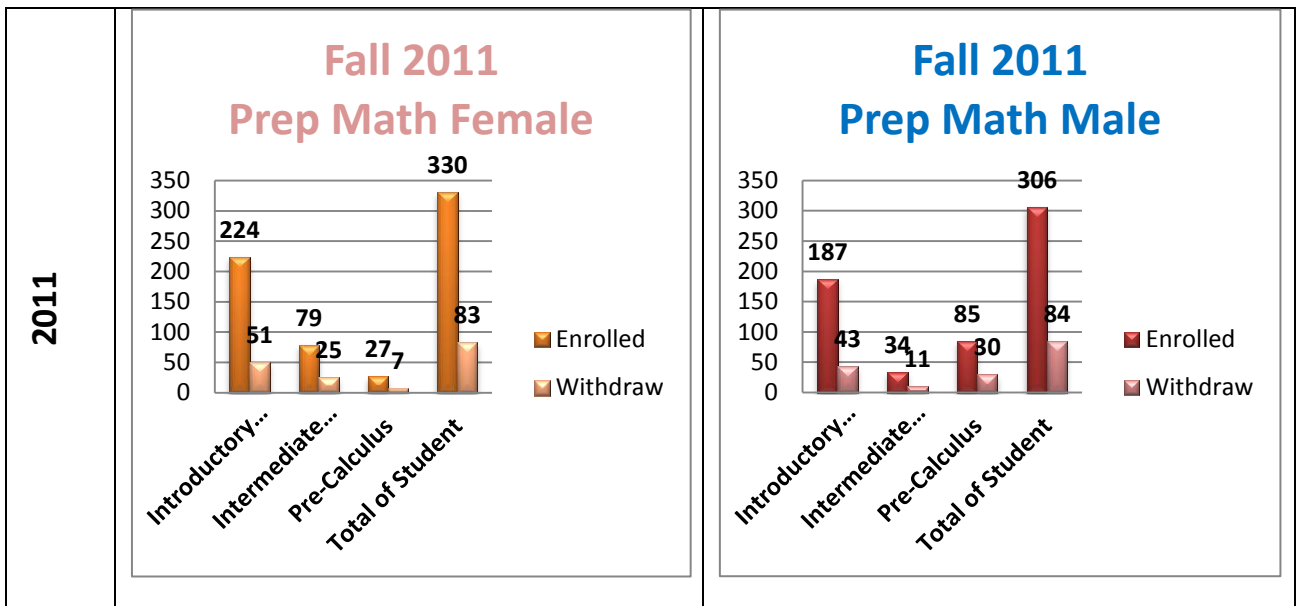 2011
Fall 2011
Prep Math Female
330
350
300
250
200
150
100
50
0
224
51
79
25
27
7
83
Enrolled
Withdraw
Introductory...
Intermediate...
Pre-Calculus
Total of Student
Fall 2011
Prep Math Male
306
350
300
250
200
150
100
50
0
187
43
34
11
85
30
84
Enrolled
Withdraw
Introductory...
Intermediate...
Pre-Calculus
Total of Student